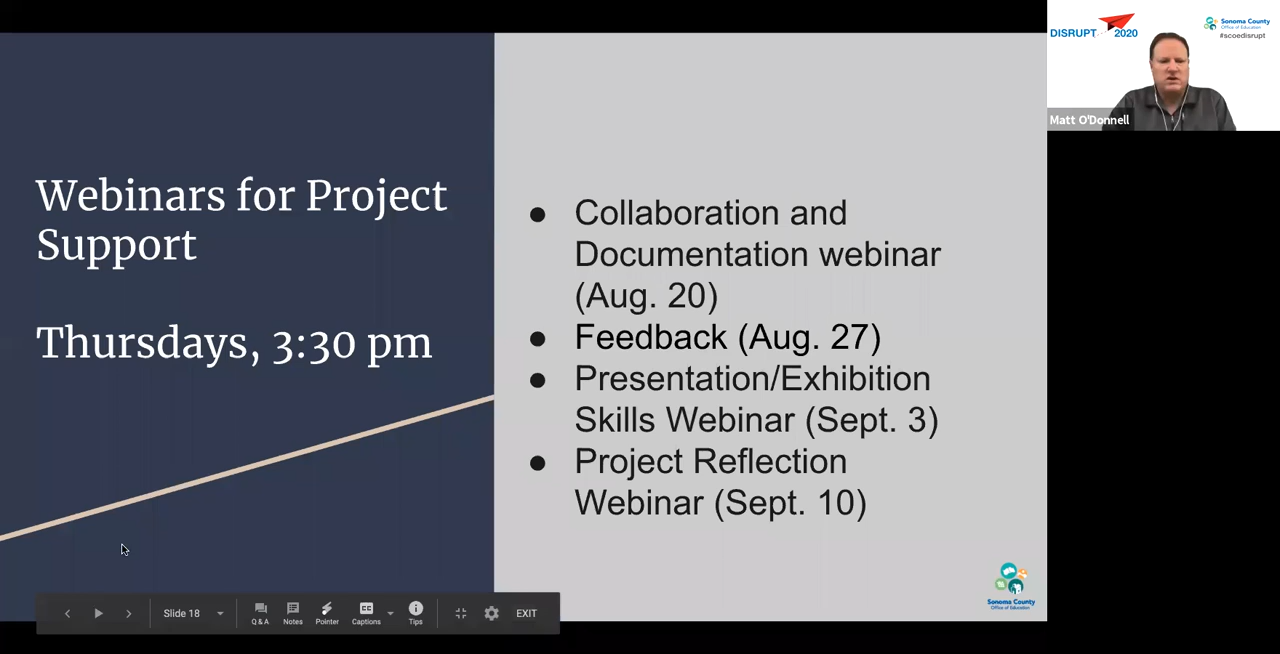 Webinars for Project
Support
Thursdays, 3:30 pm
● Collaboration and
Documentation webinar
(Aug. 20)
● Feedback (Aug. 27)
● Presentation/Exhibition
Skills Webinar (Sept. 3)
● Project Reflection
Webinar (Sept. 10)
Sonoma County
Office of Education
Slide 18
Q & A
Notes
Pointer
CC
Captions
Tips
EXIT
DISRUPT 2020
Sonoma County
Office of Education
#scoedisrupt
Matt O'Donnell